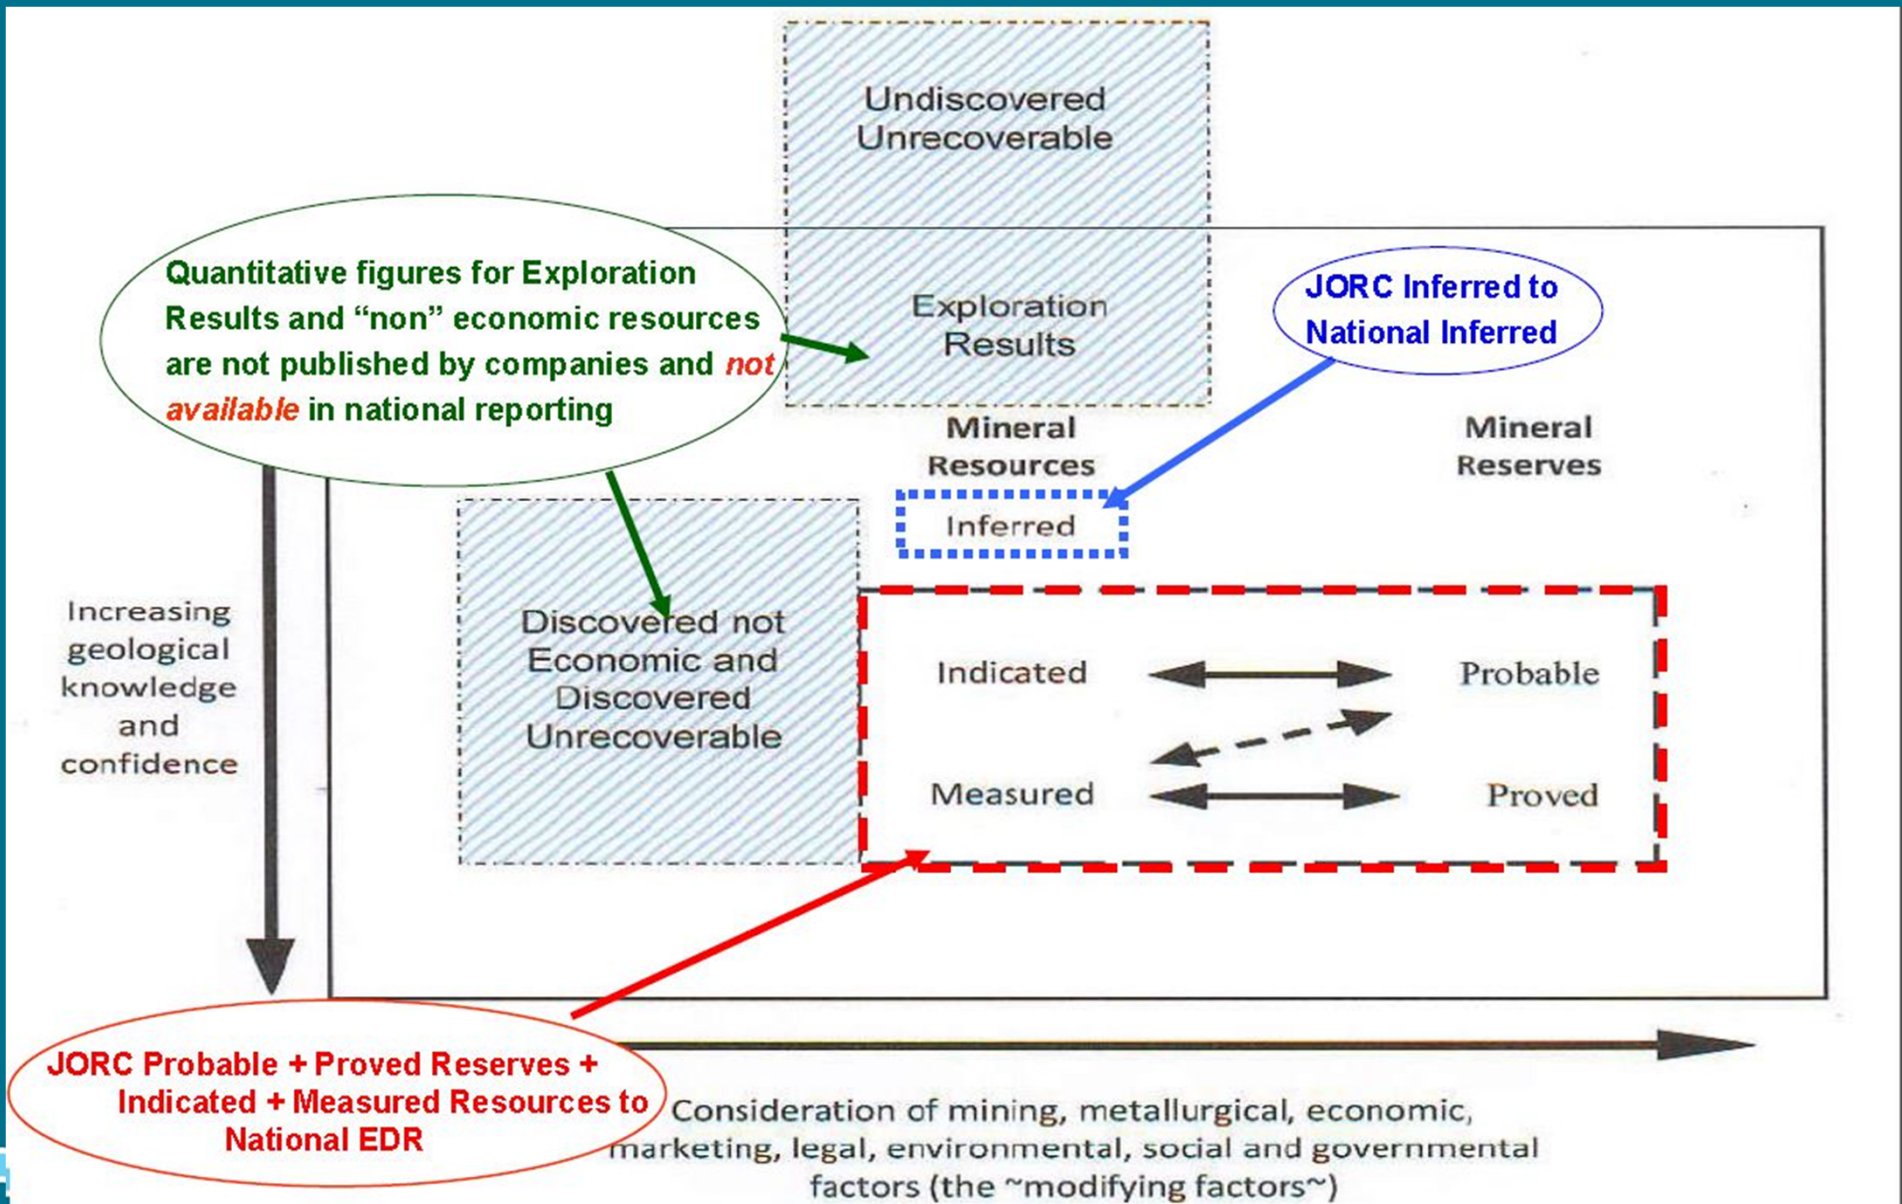 Undiscovered
Unrecoverable
Quantitative figures for Exploration
Results and “non” economic resources
are not published by companies and not
available in national reporting
Exploration
Results
JORC Inferred to
National Inferred
Mineral
Resources
Mineral
Reserves
Inferred
Increasing
geological
knowledge
and
confidence
Discovered not
Economic and
Discovered
Unrecoverable
Indicated
Probable
Measured
Proved
JORC Probable + Proved Reserves +
Indicated + Measured Resources to
National EDR
Consideration of mining, metallurgical, economic,
marketing, legal, environmental, social and governmental
factors (the ~modifying factors~)